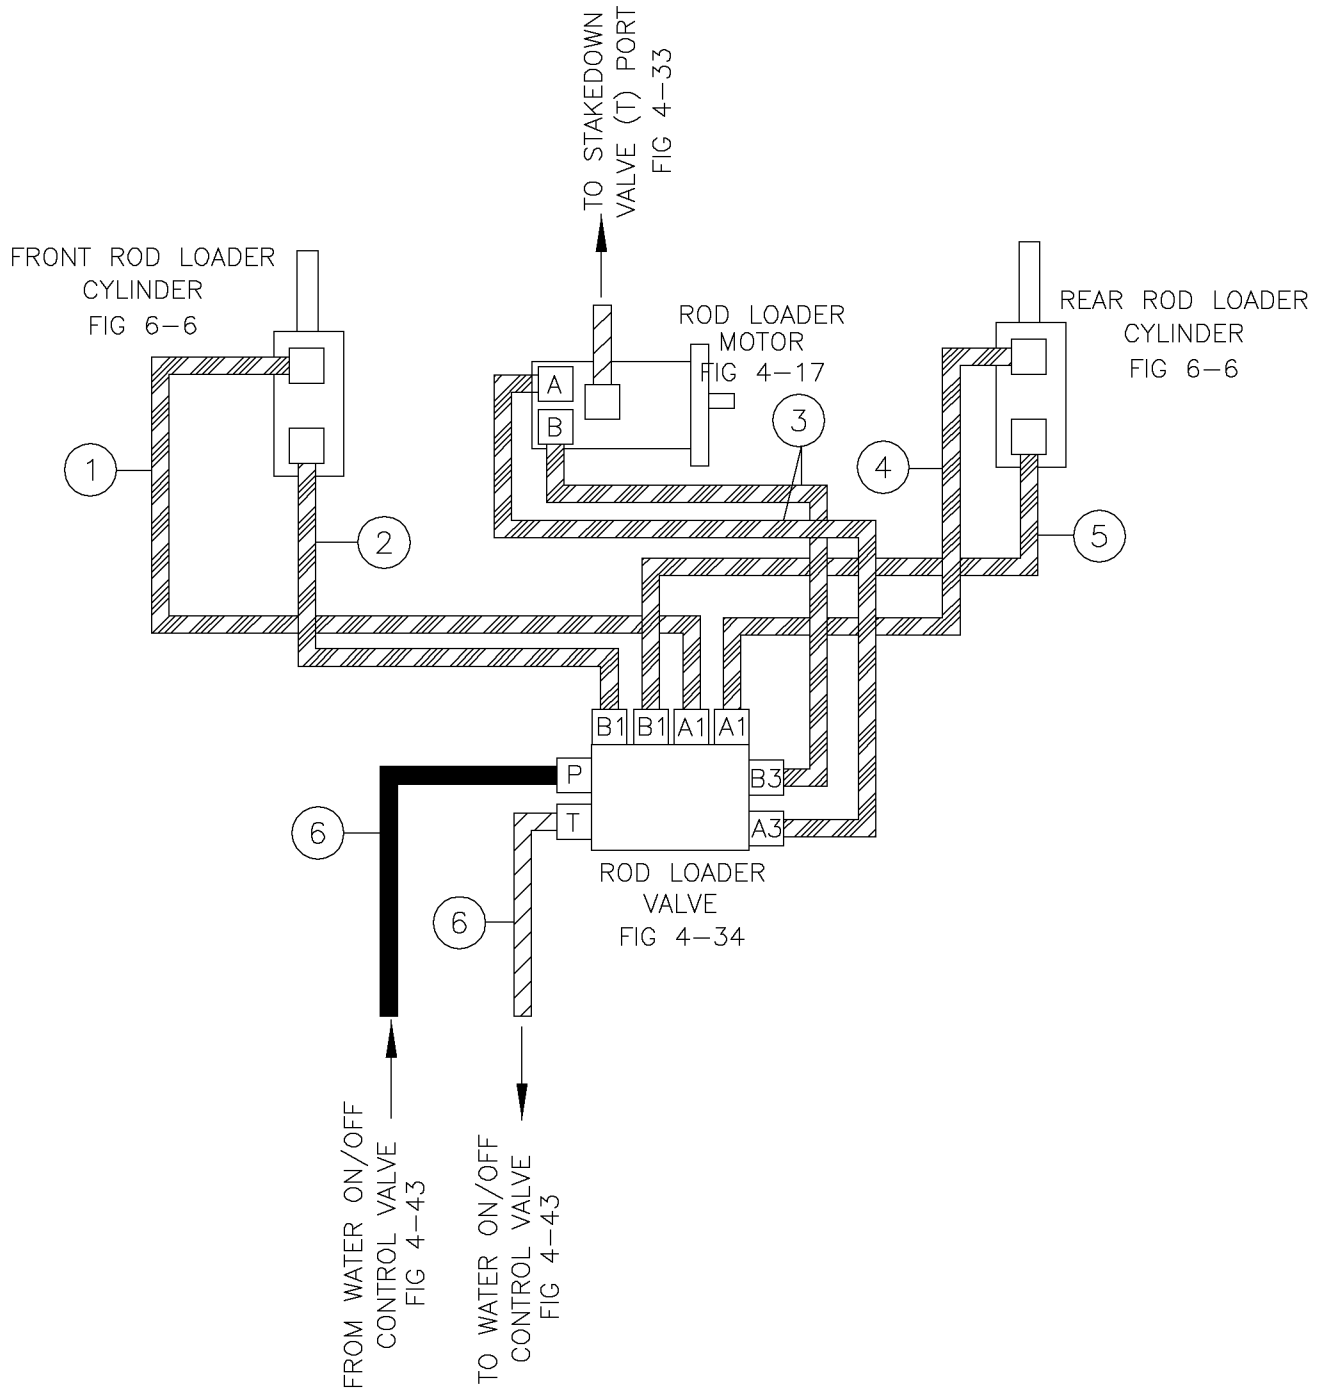 TO STAKEDOWN
VALVE (T) PORT
FIG 4-33
FRONT ROD LOADER
CYLINDER
FIG 6-6
ROD LOADER
MOTOR
FIG 4-17
REAR ROD LOADER
CYLINDER
FIG 6-6
A
B
1
2
3
4
5
B1
B1
A1
A1
P
T
B3
A3
6
6
ROD LOADER
VALVE
FIG 4-34
FROM WATER ON/OFF
CONTROL VALVE
FIG 4-43
TO WATER ON/OFF
CONTROL VALVE
FIG 4-43